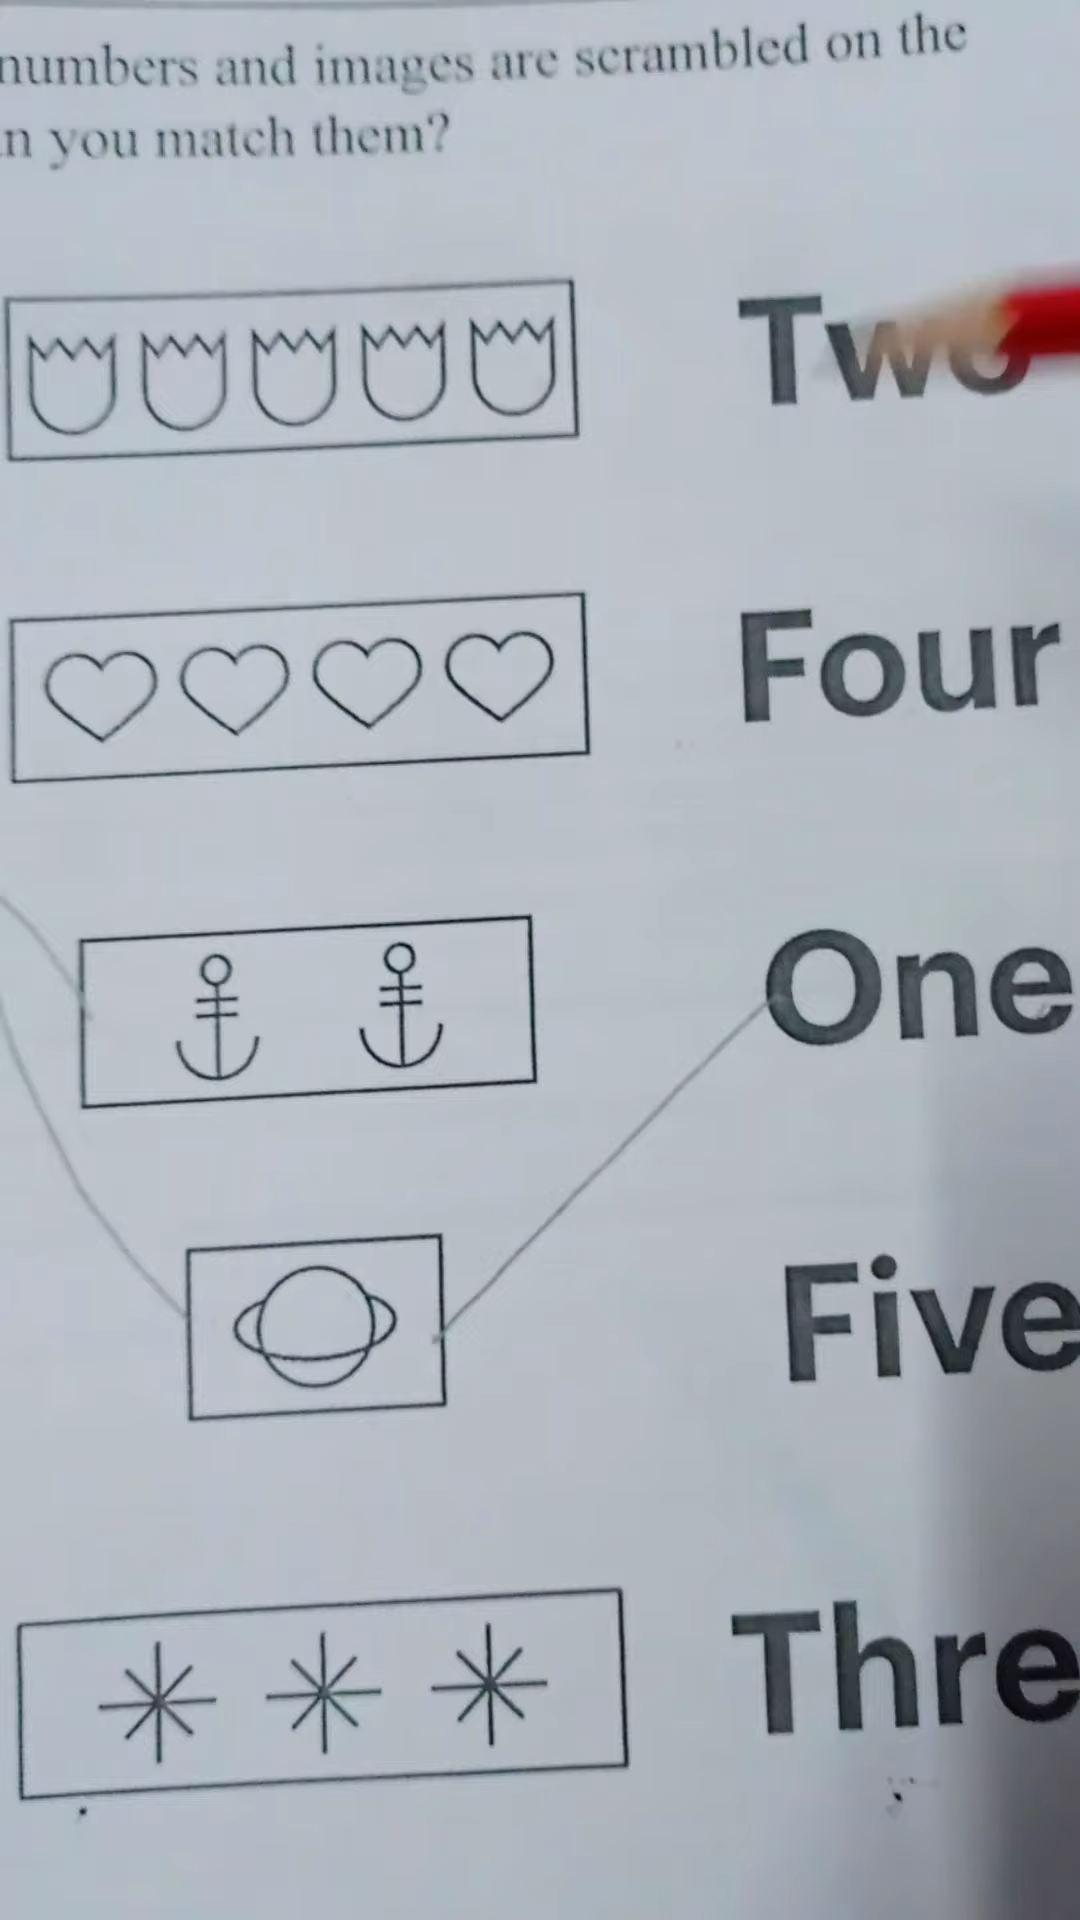 numbers and images are scrambled on the
n you match them?
Two
Four
One
Five
Thre